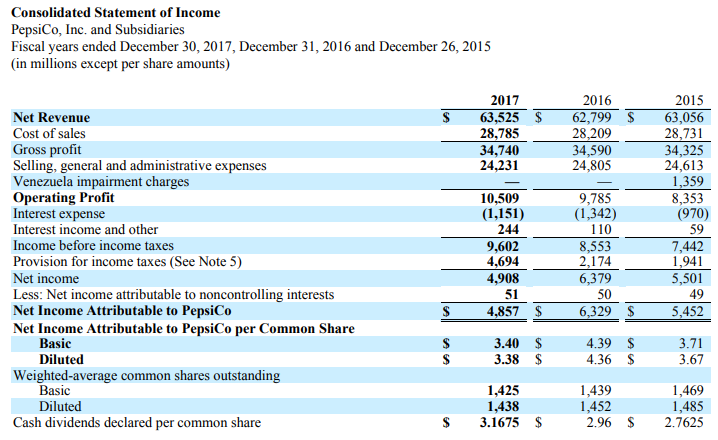 Consolidated Statement of Income
PepsiCo, Inc. and Subsidiaries
Fiscal years ended December 30, 2017, December 31, 2016 and December 26, 2015
(in millions except per share amounts)
2017 2016 2015
Net Revenue $ 63,525 $ 62,799 $ 63,056
Cost of sales 28,785 28,209 28,731
Gross profit 34,740 34,590 34,325
Selling, general and administrative expenses 24,231 24,805 24,613
Venezuela impairment charges — — 1,359
Operating Profit 10,509 9,785 8,353
Interest expense (1,151) (1,342) (970)
Interest income and other 244 110 59
Income before income taxes 9,602 8,553 7,442
Provision for income taxes (See Note 5) 4,694 2,174 1,941
Net income 4,908 6,379 5,501
Less: Net income attributable to noncontrolling interests 51 50 49
Net Income Attributable to PepsiCo $ 4,857 $ 6,329 $ 5,452
Net Income Attributable to PepsiCo per Common Share
Basic $ 3.40 $ 4.39 $ 3.71
Diluted $ 3.38 $ 4.36 $ 3.67
Weighted-average common shares outstanding
Basic 1,425 1,439 1,469
Diluted 1,438 1,452 1,485
Cash dividends declared per common share $ 3.1675 $ 2.96 $ 2.7625